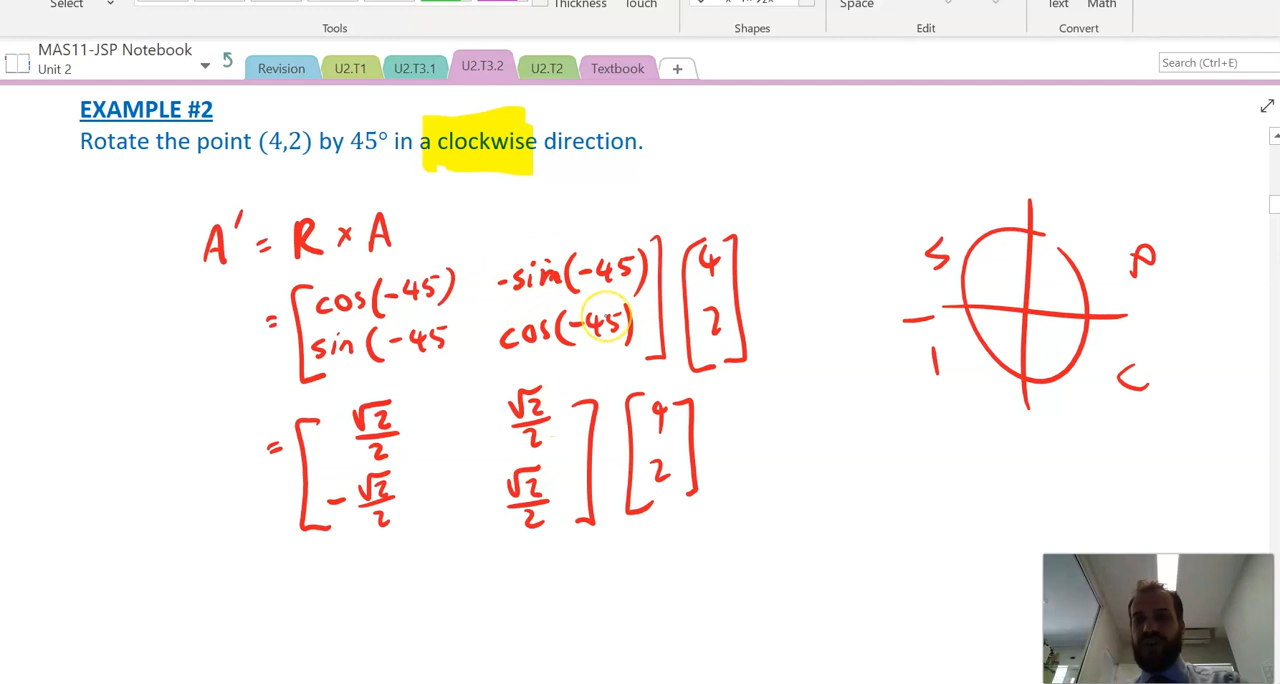 Select
Thickness
Touch
Space
Text
Math
Tools
Shapes
Edit
Convert
MAS11-JSP Notebook
Unit 2
Revision
U2.T1
U2.T3.1
U2.T3.2
U2.T2
Textbook
+
Search (Ctrl+E)
EXAMPLE #2
Rotate the point (4,2) by 45° in a clockwise direction.
A' = R × A
= [cos(-45) -sin(-45)] [4]
[sin(-45 cos(-45)] [2]
= [√2/2 √2/2] [4]
[-√2/2 √2/2] [2]
S
A
T
C